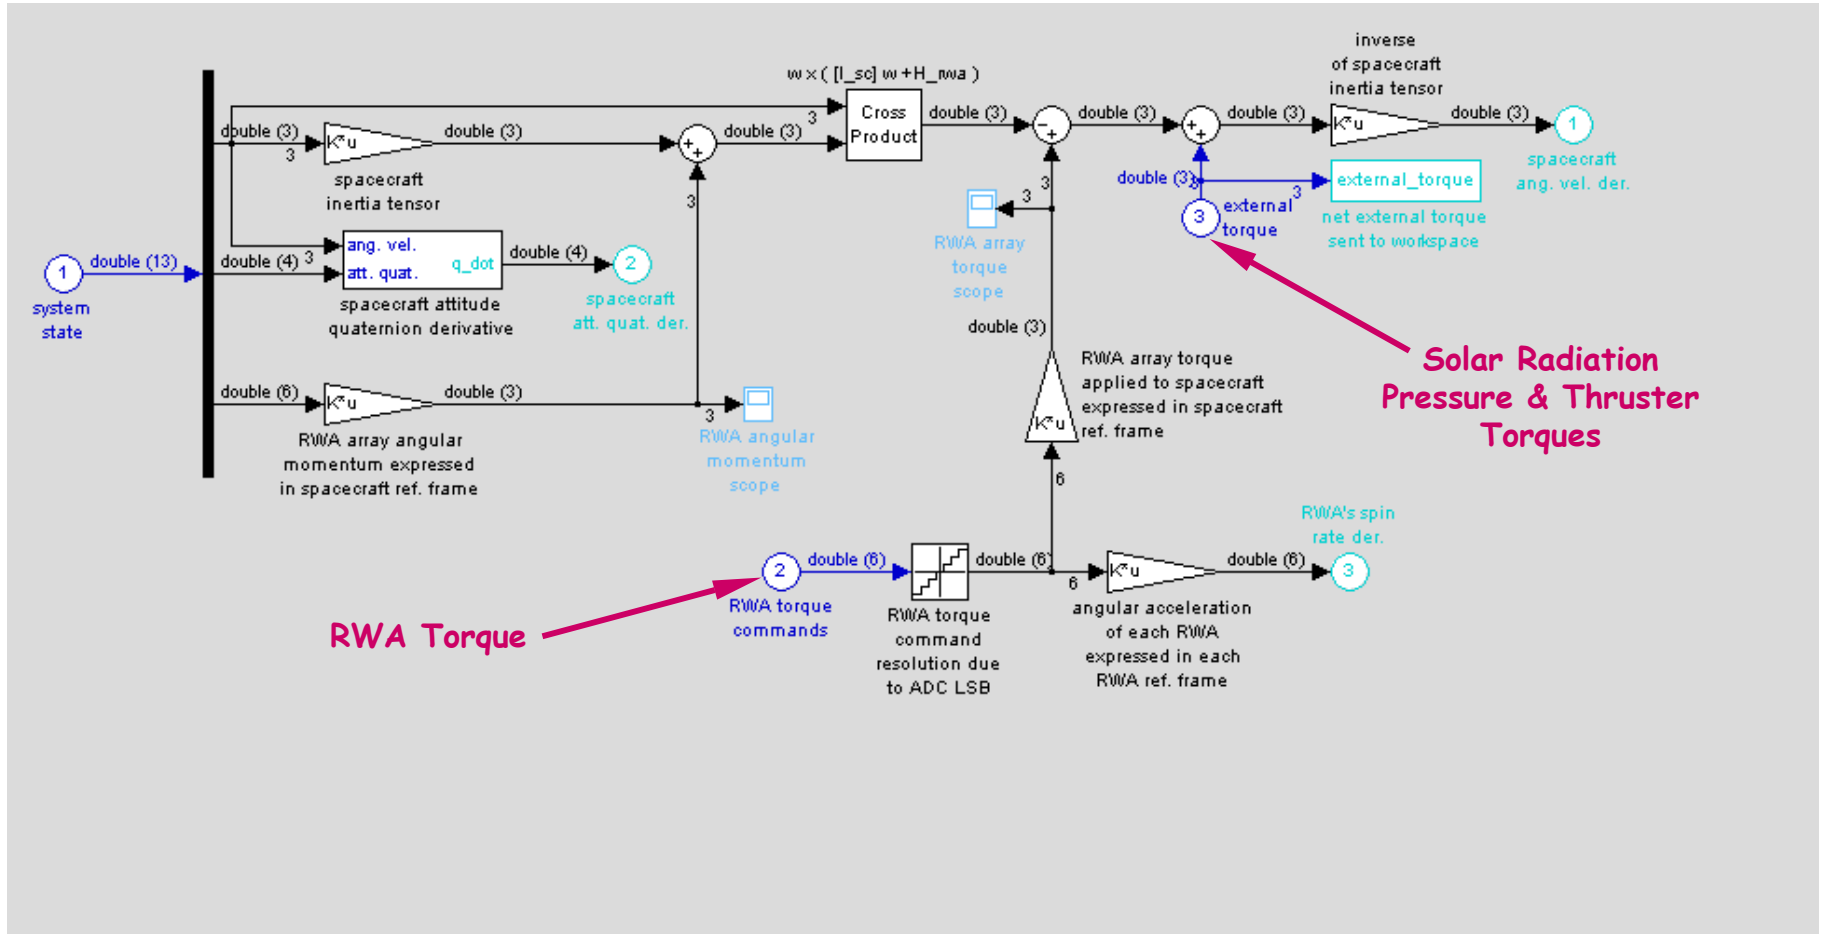 inverse
of spacecraft
inertia tensor
w x ( [I_sc] w +H_rwa )
Cross
Product
double (3)
3
K*u
double (3)
spacecraft
inertia tensor
+
+
double (3)
3
double (3)
-
+
double (3)
+
+
double (3)
K*u
double (3)
1
spacecraft
ang. vel. der.
double (3)
3
3
external_torque
3
external
torque
net external torque
sent to workspace
3
3
RWA array
torque
scope
3
1
system
state
double (13)
double (4)
3
ang. vel.
att. quat.
q_dot
double (4)
2
spacecraft
att. quat. der.
spacecraft attitude
quaternion derivative
double (3)
Solar Radiation
Pressure & Thruster
Torques
RWA array torque
applied to spacecraft
expressed in spacecraft
ref. frame
K*u
6
double (6)
K*u
double (3)
3
RWA array angular
momentum expressed
in spacecraft ref. frame
RWA angular
momentum
scope
RWA Torque
2
RWA torque
commands
double (6)
double (6)
RWA torque
command
resolution due
to ADC LSB
6
K*u
double (6)
angular acceleration
of each RWA
expressed in each
RWA ref. frame
RWA's spin
rate der.
3